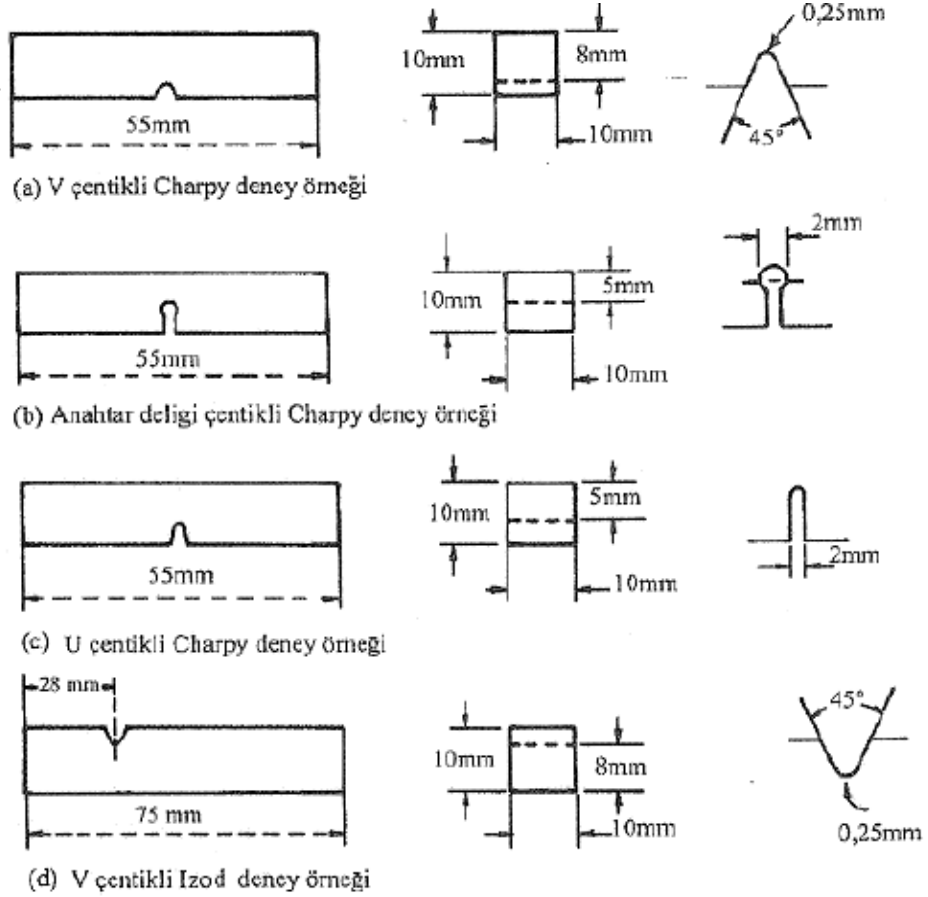 0,25mm
10mm
8mm
55mm
10mm
45°
(a) V çentikli Charpy deney örneği
2mm
10mm
5mm
55mm
10mm
(b) Anahtar deligi çentikli Charpy deney örneği
10mm
5mm
55mm
10mm
2mm
(c) U çentikli Charpy deney örneği
28 mm
45°
10mm
8mm
75 mm
10mm
0,25mm
(d) V çentikli Izod deney örneği